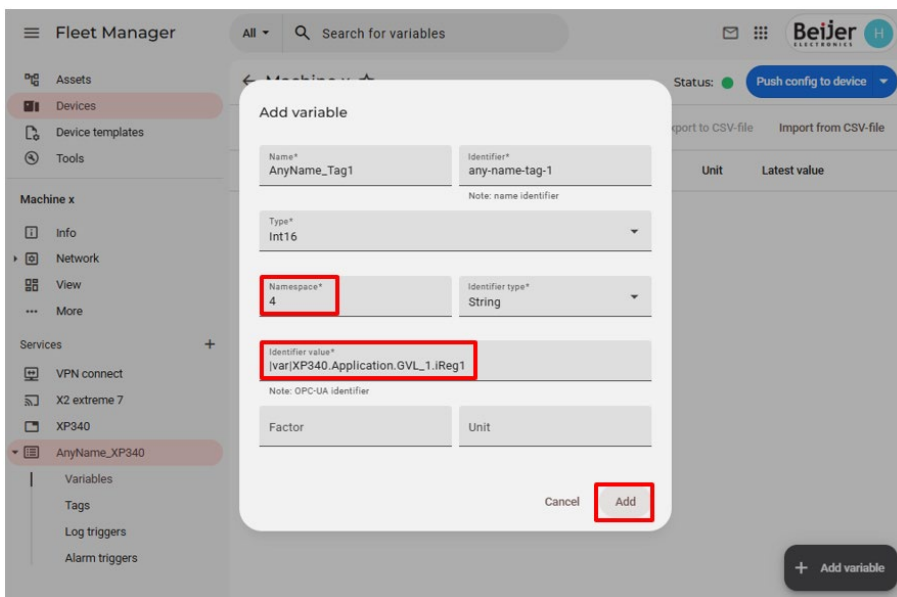 Fleet Manager
All
Search for variables
Beijer
ELECTRONICS
H
Assets
Devices
Device templates
Tools
Machine x
Info
Network
View
More
Services
+
VPN connect
X2 extreme 7
XP340
AnyName_XP340
Variables
Tags
Log triggers
Alarm triggers
Status:
Push config to device
Import from CSV-file
Unit
Latest value
Add variable
Name*
AnyName_Tag1
Identifier*
any-name-tag-1
Note: name identifier
Type*
Int16
Namespace*
4
Identifier type*
String
Identifier value*
|var|XP340.Application.GVL_1.iReg1
Note: OPC-UA identifier
Factor
Unit
Cancel
Add
+ Add variable